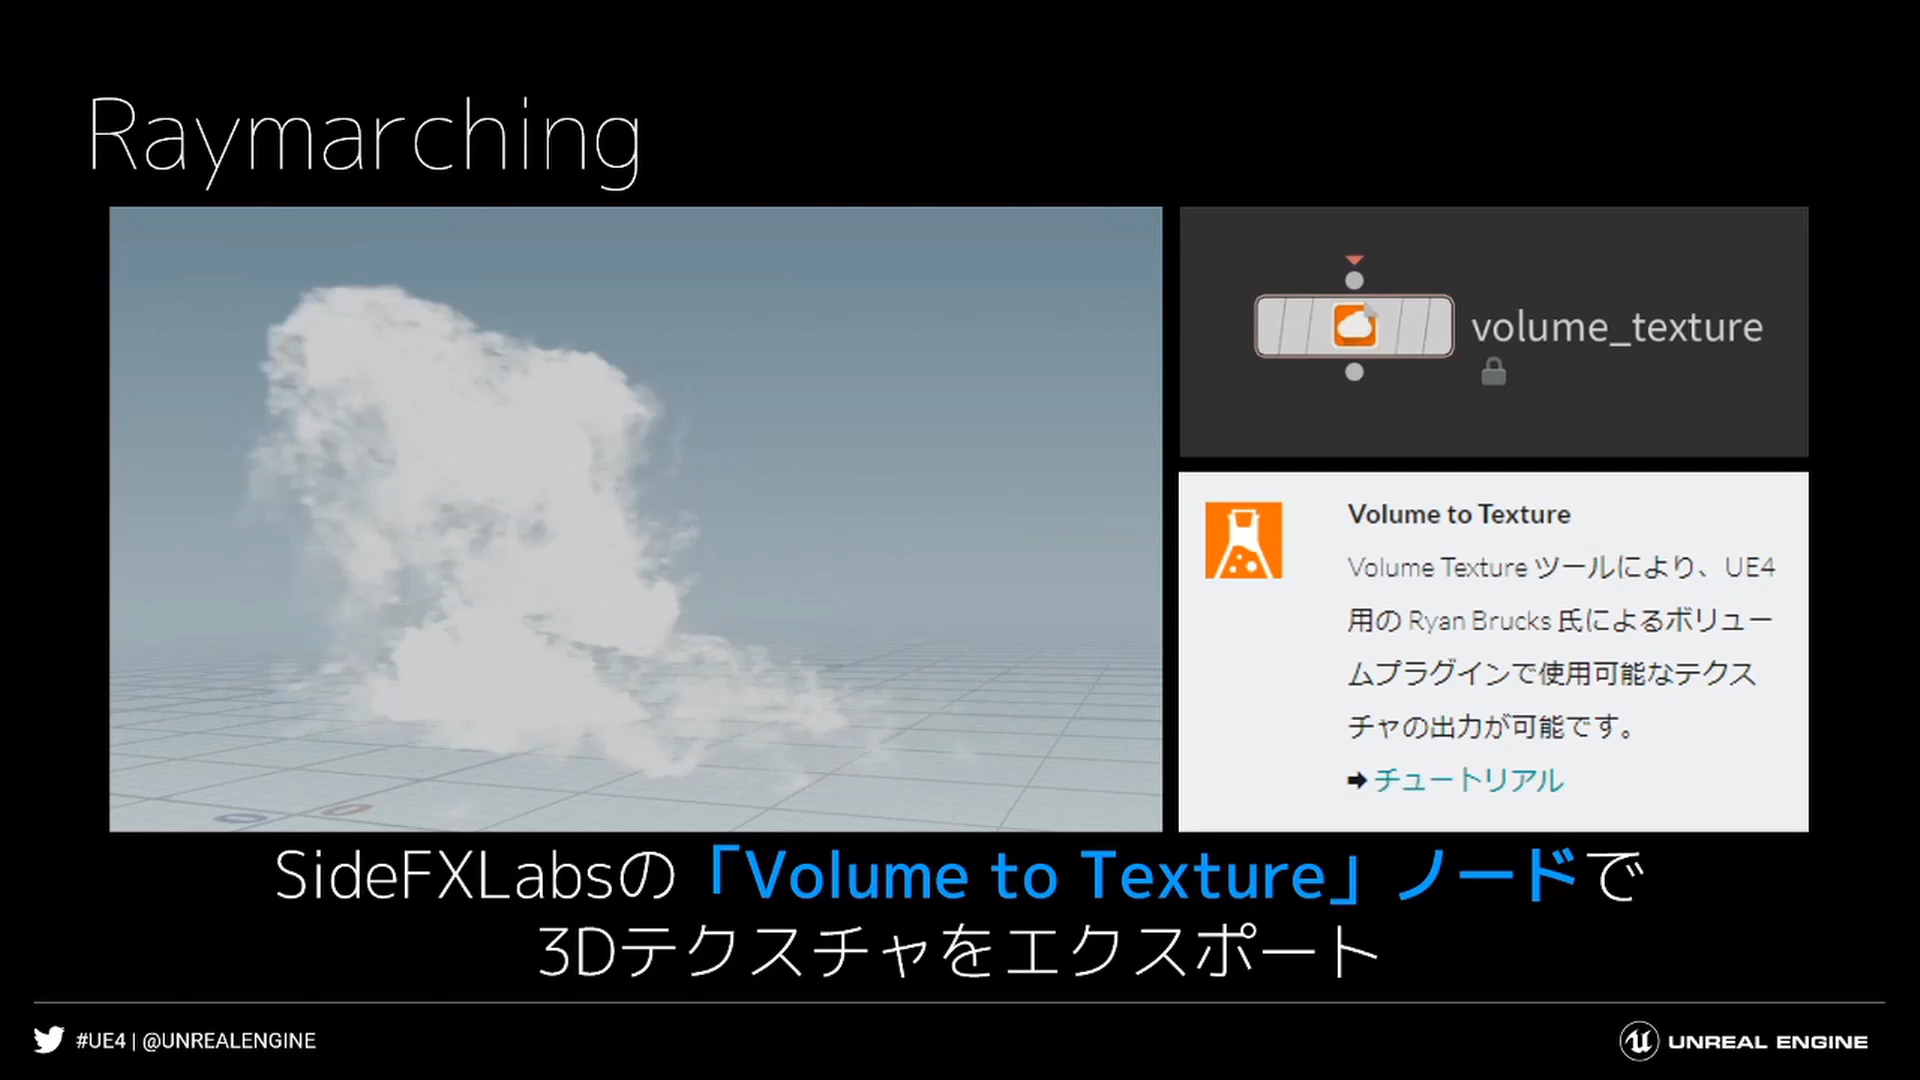 Raymarching
volume_texture
Volume to Texture
Volume Texture ツールにより、UE4
用の Ryan Brucks 氏によるボリュー
ムプラグインで使用可能なテクス
チャの出力が可能です。
➡ チュートリアル
SideFXLabsの「Volume to Texture」ノードで
3Dテクスチャをエクスポート
#UE4 | @UNREALENGINE
UNREAL ENGINE